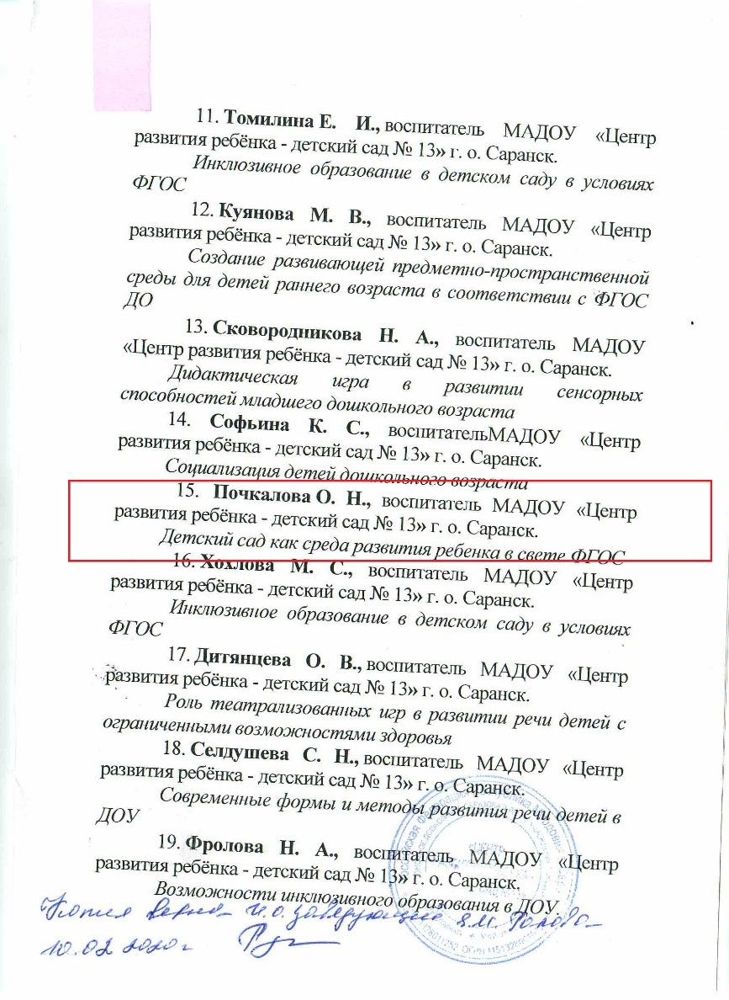 11. Томилина Е. И., воспитатель МАДОУ «Центр
развития ребёнка - детский сад № 13» г. о. Саранск.
Инклюзивное образование в детском саду в условиях
ФГОС
12. Куянова М. В., воспитатель МАДОУ «Центр
развития ребёнка - детский сад № 13» г. о. Саранск.
Создание развивающей предметно-пространственной
среды для детей раннего возраста в соответствии с ФГОС
ДО
13. Сковородникова Н. А., воспитатель МАДОУ
«Центр развития ребёнка - детский сад № 13» г. о. Саранск.
Дидактическая игра в развитии сенсорных
способностей младшего дошкольного возраста
14. Софьина К. С., воспитательМАДОУ «Центр
развития ребёнка - детский сад № 13» г. о. Саранск.
Социализация детей дошкольного возраста
15. Почкалова О. Н., воспитатель МАДОУ «Центр
развития ребёнка - детский сад № 13» г. о. Саранск.
Детский сад как среда развития ребенка в свете ФГОС
16. Хохлова М. С., воспитатель МАДОУ «Центр
развития ребёнка - детский сад № 13» г. о. Саранск.
Инклюзивное образование в детском саду в условиях
ФГОС
17. Дитянцева О. В., воспитатель МАДОУ «Центр
развития ребёнка - детский сад № 13» г. о. Саранск.
Роль театрализованных игр в развитии речи детей с
ограниченными возможностями здоровья
18. Селдушева С. Н., воспитатель МАДОУ «Центр
развития ребёнка - детский сад № 13» г. о. Саранск.
Современные формы и методы развития речи детей в
ДОУ
19. Фролова Н. А., воспитатель МАДОУ «Центр
развития ребёнка - детский сад № 13» г. о. Саранск.
Возможности инклюзивного образования в ДОУ.
Копия верна И.О. заведующий
10.02 2020 г